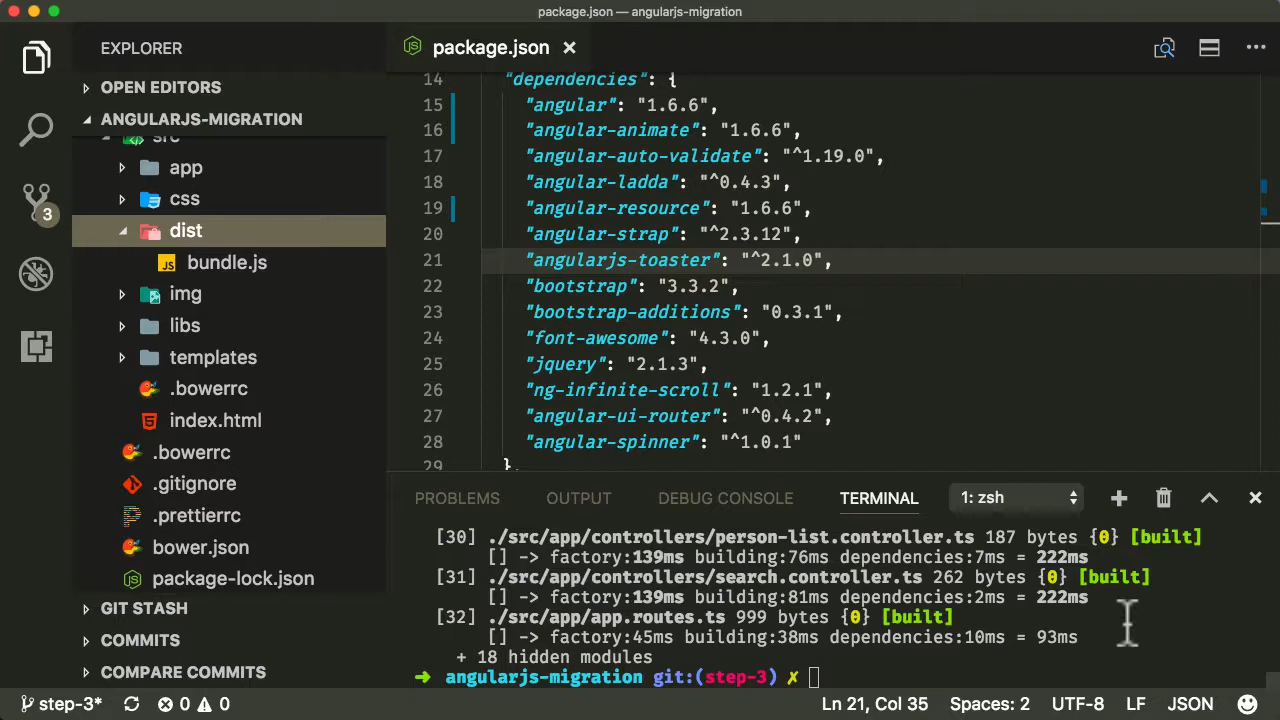 package.json — angularjs-migration
EXPLORER
OPEN EDITORS
ANGULARJS-MIGRATION
src
app
css
dist
bundle.js
img
libs
templates
.bowerrc
index.html
.bowerrc
.gitignore
.prettierrc
bower.json
package-lock.json
GIT STASH
COMMITS
COMPARE COMMITS
3
package.json
14 "dependencies": {
15 "angular": "1.6.6",
16 "angular-animate": "1.6.6",
17 "angular-auto-validate": "^1.19.0",
18 "angular-ladda": "^0.4.3",
19 "angular-resource": "1.6.6",
20 "angular-strap": "^2.3.12",
21 "angularjs-toaster": "^2.1.0",
22 "bootstrap": "3.3.2",
23 "bootstrap-additions": "0.3.1",
24 "font-awesome": "4.3.0",
25 "jquery": "2.1.3",
26 "ng-infinite-scroll": "1.2.1",
27 "angular-ui-router": "^0.4.2",
28 "angular-spinner": "^1.0.1"
29 },
PROBLEMS OUTPUT DEBUG CONSOLE TERMINAL 1: zsh
[30] ./src/app/controllers/person-list.controller.ts 187 bytes {0} [built]
[] -> factory:139ms building:76ms dependencies:7ms = 222ms
[31] ./src/app/controllers/search.controller.ts 262 bytes {0} [built]
[] -> factory:139ms building:81ms dependencies:2ms = 222ms
[32] ./src/app/app.routes.ts 999 bytes {0} [built]
[] -> factory:45ms building:38ms dependencies:10ms = 93ms
+ 18 hidden modules
➜ angularjs-migration git:(step-3) ✗
step-3* 0 0 Ln 21, Col 35 Spaces: 2 UTF-8 LF JSON